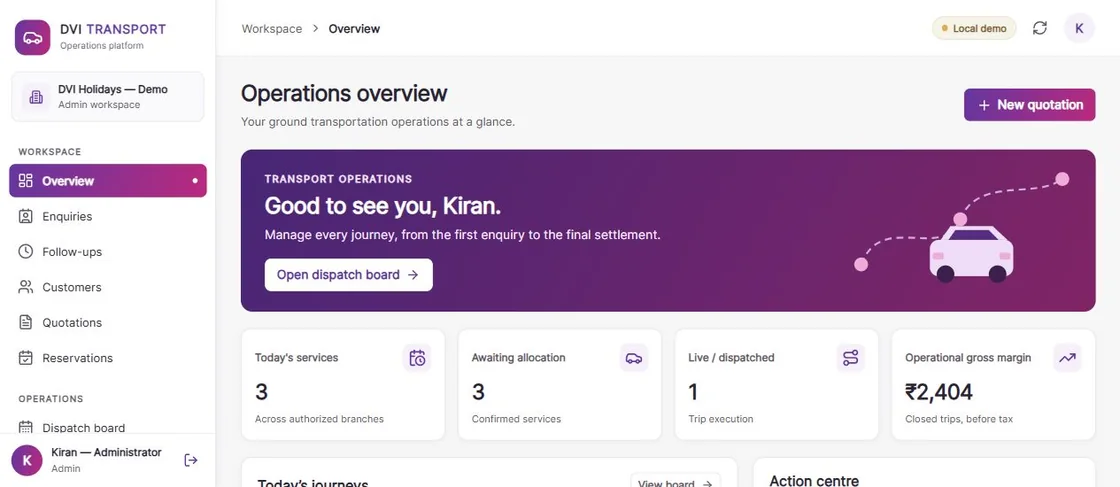 DVI TRANSPORT
Operations platform
DVI Holidays — Demo
Admin workspace
WORKSPACE
Overview
Enquiries
Follow-ups
Customers
Quotations
Reservations
OPERATIONS
Dispatch board
K
Kiran — Administrator
Admin
Workspace > Overview
Local demo
K
Operations overview
Your ground transportation operations at a glance.
+ New quotation
TRANSPORT OPERATIONS
Good to see you, Kiran.
Manage every journey, from the first enquiry to the final settlement.
Open dispatch board →
Today's services
3
Across authorized branches
Awaiting allocation
3
Confirmed services
Live / dispatched
1
Trip execution
Operational gross margin
₹2,404
Closed trips, before tax
Today's journeys
View board →
Action centre